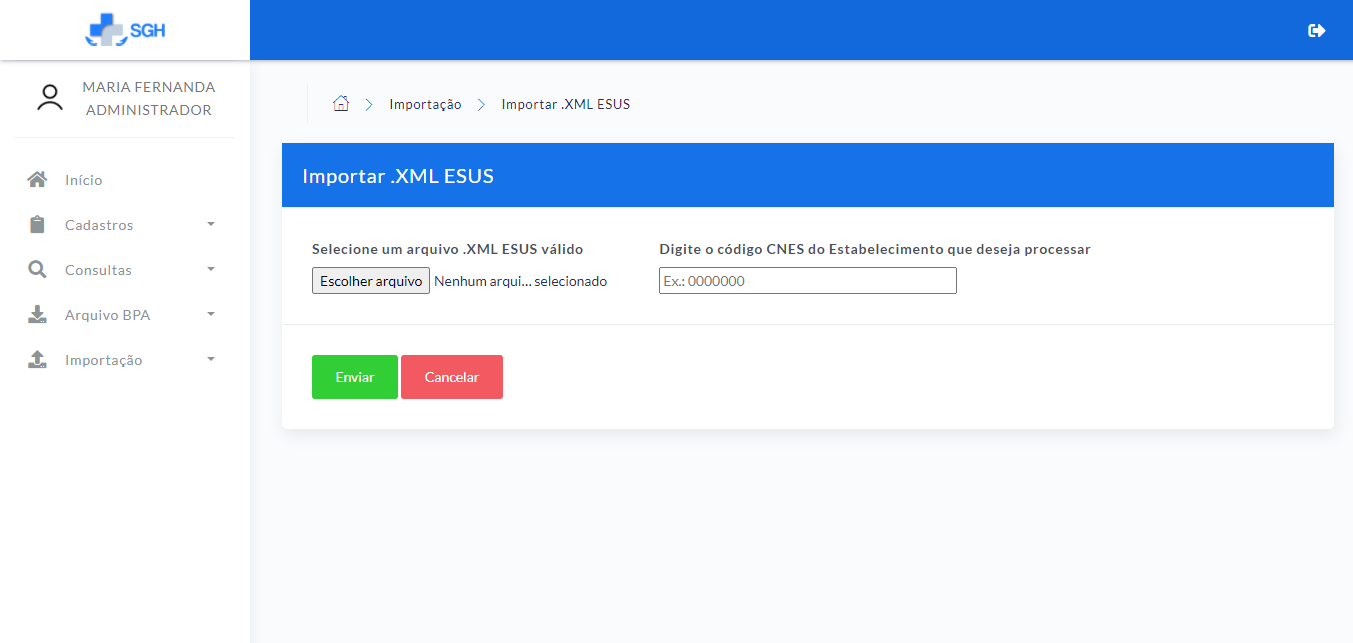 SGH
MARIA FERNANDA
ADMINISTRADOR
Início
Cadastros
Consultas
Arquivo BPA
Importação
Importação
Importar .XML ESUS
Importar .XML ESUS
Selecione um arquivo .XML ESUS válido
Escolher arquivo Nenhum arqui... selecionado
Digite o código CNES do Estabelecimento que deseja processar
Ex.: 0000000
Enviar
Cancelar